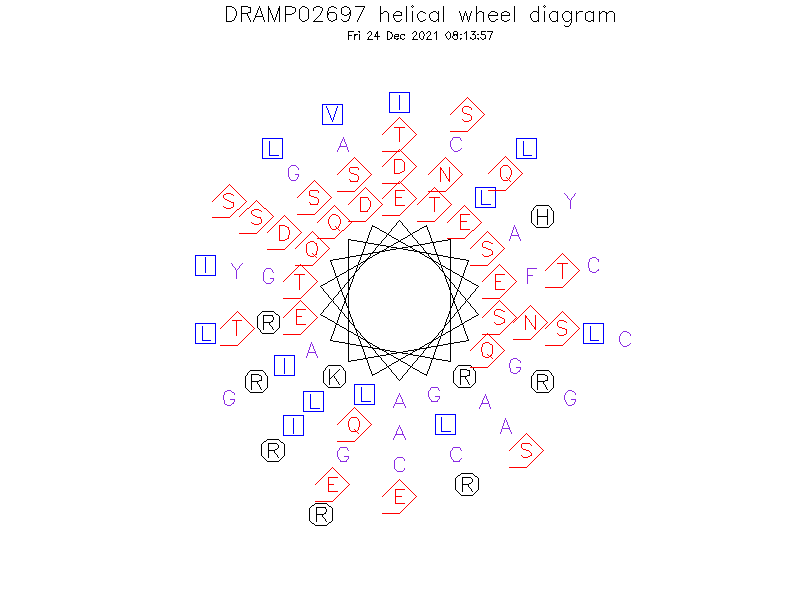 DRAMP02697 helical wheel diagram
Fri 24 Dec 2021 08:13:57
I
V S
T
A C
L L
D
G S N Q
S S D E T L Y
S Q E H
D A
Q S
I Y G F T C
T E
R E S N
L T S L C
A Q
I G
R K R R
G L L A G A G
I Q A L A
R G C C S
E R
E
R